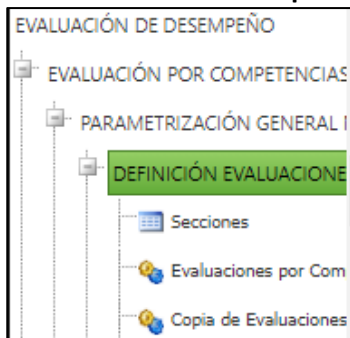 EVALUACIÓN DE DESEMPEÑO
EVALUACIÓN POR COMPETENCIAS
PARAMETRIZACIÓN GENERAL
DEFINICIÓN EVALUACIONE
Secciones
Evaluaciones por Com
Copia de Evaluaciones